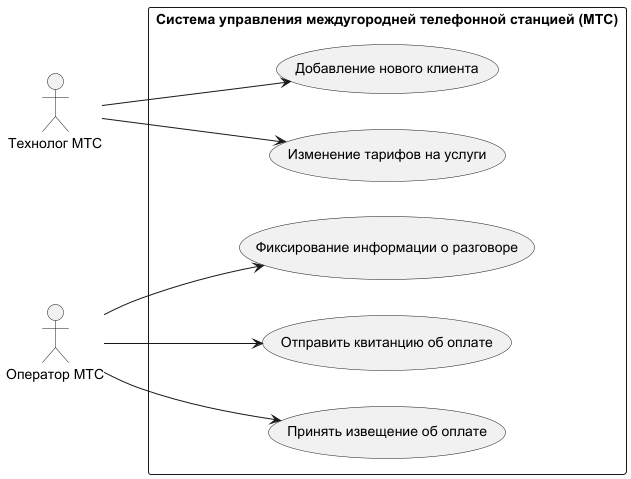 Система управления междугородней телефонной станцией (МТС)
Добавление нового клиента
Технолог МТС
Изменение тарифов на услуги
Фиксирование информации о разговоре
Отправить квитанцию об оплате
Оператор МТС
Принять извещение об оплате